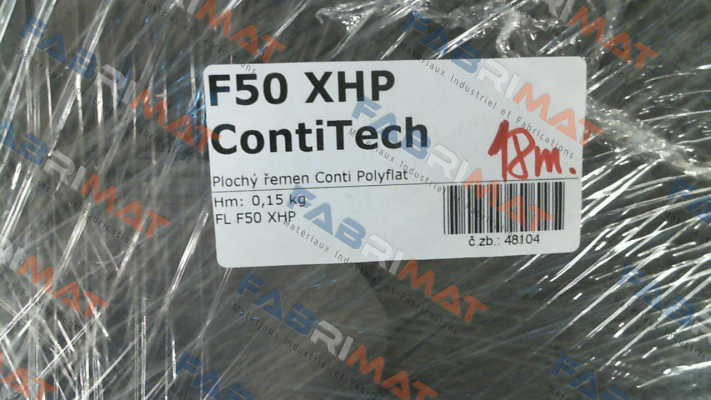 F50 XHP
ContiTech
18m.
Plochý řemen Conti Polyflat
Hm: 0,15 kg
FL F50 XHP
č.zb.: 48104
FABRIMAT
Materiaux Industriel et Fabrications